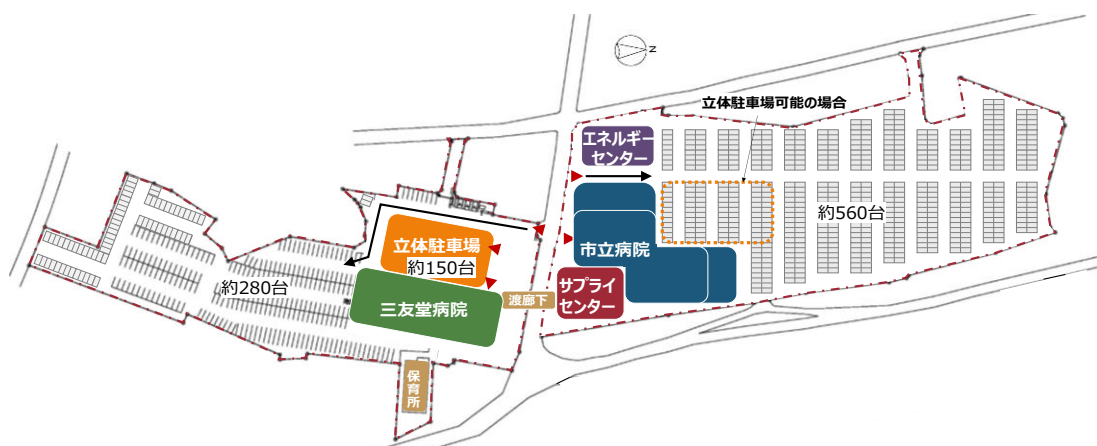 N
立体駐車場可能の場合
エネルギー
センター
約560台
市立病院
立体駐車場
約150台
サプライ
センター
渡廊下
約280台
三友堂病院
保育所